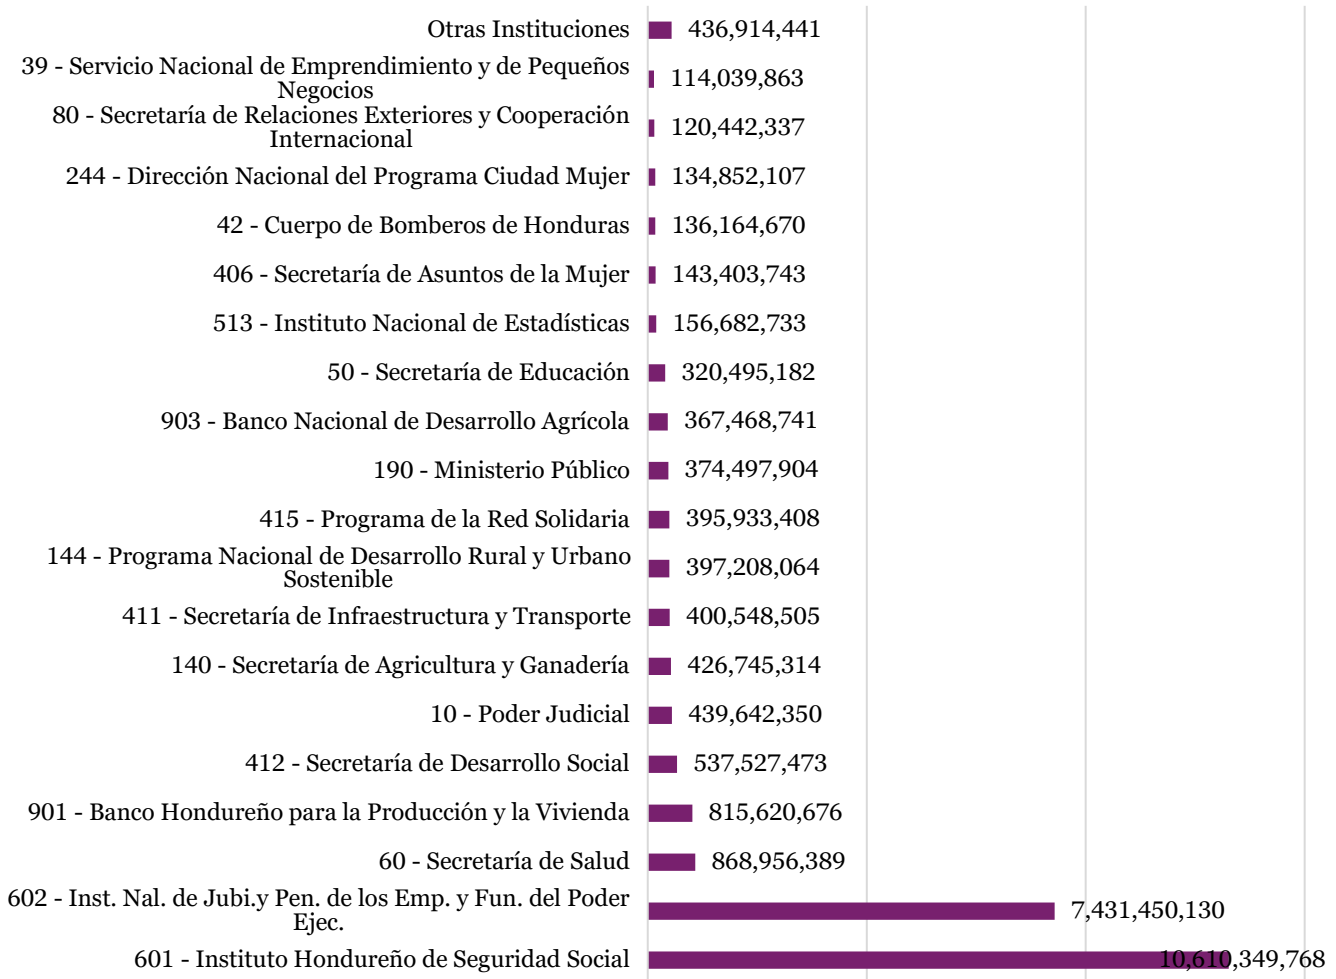 Otras Instituciones 436,914,441
39 - Servicio Nacional de Emprendimiento y de Pequeños
Negocios 114,039,863
80 - Secretaría de Relaciones Exteriores y Cooperación
Internacional 120,442,337
244 - Dirección Nacional del Programa Ciudad Mujer 134,852,107
42 - Cuerpo de Bomberos de Honduras 136,164,670
406 - Secretaría de Asuntos de la Mujer 143,403,743
513 - Instituto Nacional de Estadísticas 156,682,733
50 - Secretaría de Educación 320,495,182
903 - Banco Nacional de Desarrollo Agrícola 367,468,741
190 - Ministerio Público 374,497,904
415 - Programa de la Red Solidaria 395,933,408
144 - Programa Nacional de Desarrollo Rural y Urbano
Sostenible 397,208,064
411 - Secretaría de Infraestructura y Transporte 400,548,505
140 - Secretaría de Agricultura y Ganadería 426,745,314
10 - Poder Judicial 439,642,350
412 - Secretaría de Desarrollo Social 537,527,473
901 - Banco Hondureño para la Producción y la Vivienda 815,620,676
60 - Secretaría de Salud 868,956,389
602 - Inst. Nal. de Jubi.y Pen. de los Emp. y Fun. del Poder
Ejec. 7,431,450,130
601 - Instituto Hondureño de Seguridad Social 10,610,349,768